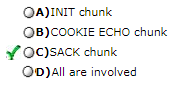 A)INIT chunk
B)COOKIE ECHO chunk
C)SACK chunk
D)All are involved